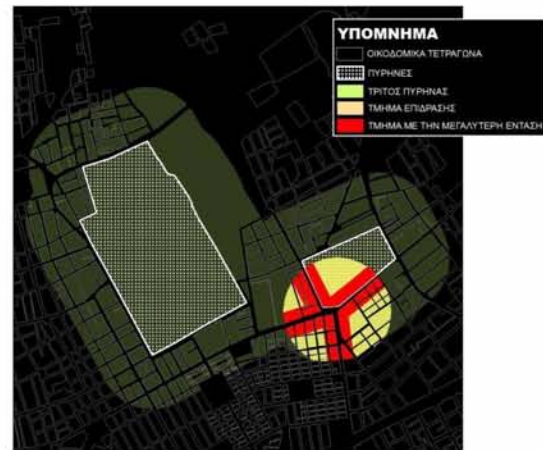 ΥΠΟΜΝΗΜΑ
ΟΙΚΟΔΟΜΙΚΑ ΤΕΤΡΑΓΩΝΑ
ΠΥΡΗΝΕΣ
ΤΡΙΤΟΣ ΠΥΡΗΝΑΣ
ΤΜΗΜΑ ΕΠΙΔΡΑΣΗΣ
ΤΜΗΜΑ ΜΕ ΤΗΝ ΜΕΓΑΛΥΤΕΡΗ ΕΝΤΑΣΗ